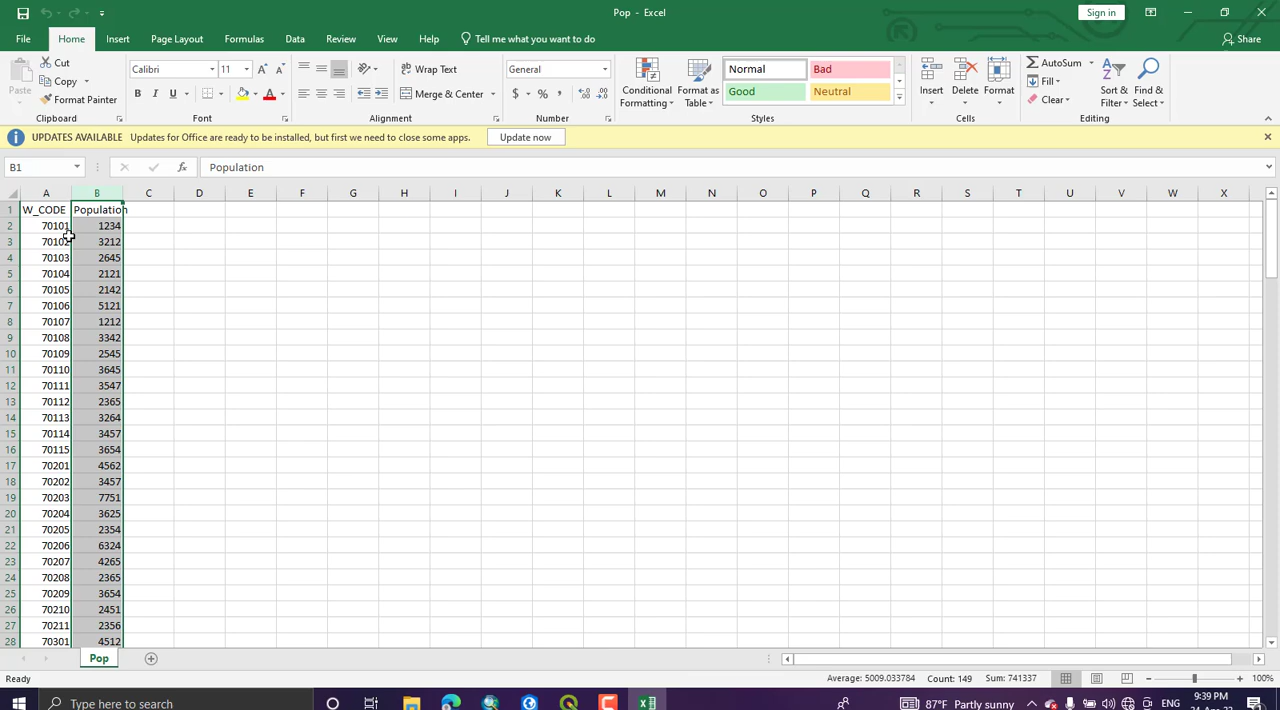 Pop - Excel
Sign in
File Home Insert Page Layout Formulas Data Review View Help Tell me what you want to do Share
Paste Cut
Copy
Format Painter
Calibri 11
B I U
Wrap Text
Merge & Center
General
$ % ,
Conditional Formatting
Format as Table
Normal Bad
Good Neutral
Insert Delete Format
AutoSum
Fill
Clear
Sort & Filter
Find & Select
Clipboard Font Alignment Number Styles Cells Editing
UPDATES AVAILABLE Updates for Office are ready to be installed, but first we need to close some apps. Update now
B1 fx Population
A B C D E F G H I J K L M N O P Q R S T U V W X
1 W_CODE Population
2 70101 1234
3 7010 3212
4 70103 2645
5 70104 2121
6 70105 2142
7 70106 5121
8 70107 1212
9 70108 3342
10 70109 2545
11 70110 3645
12 70111 3547
13 70112 2365
14 70113 3264
15 70114 3457
16 70115 3654
17 70201 4562
18 70202 3457
19 70203 7751
20 70204 3625
21 70205 2354
22 70206 6324
23 70207 4265
24 70208 2365
25 70209 3654
26 70210 2451
27 70211 2356
28 70301 4512
Pop
Ready Average: 5009.033784 Count: 149 Sum: 741337 100%
Type here to search 87°F Partly sunny ENG 9:39 PM